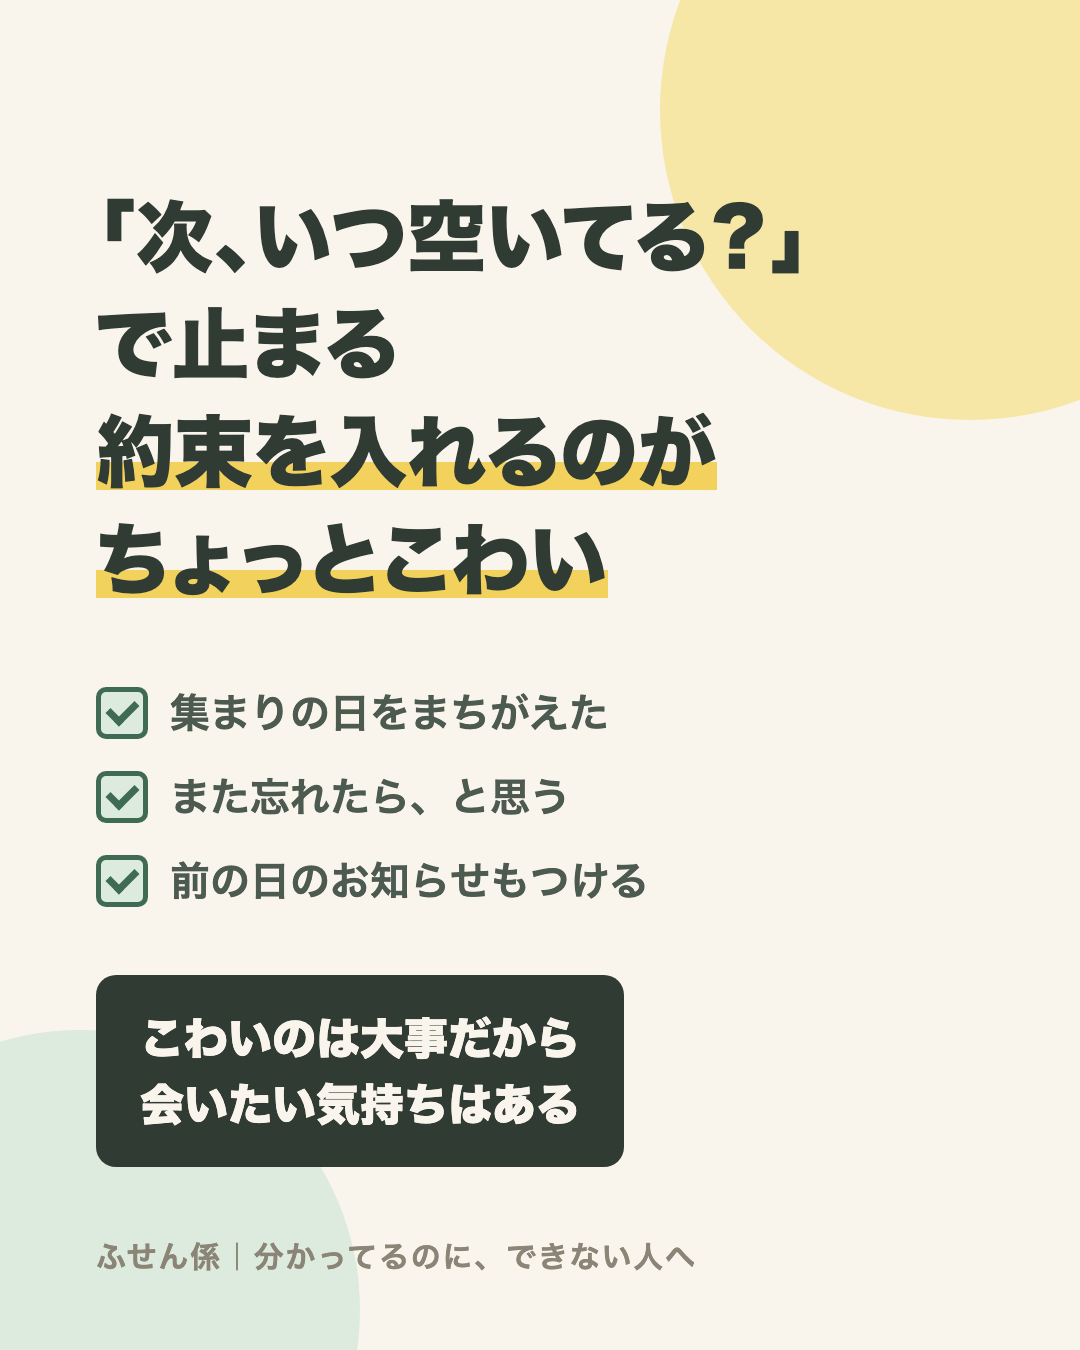 「次、いつ空いてる？」
で止まる
約束を入れるのが
ちょっとこわい
集まりの日をまちがえた
また忘れたら、と思う
前の日のお知らせもつける
こわいのは大事だから
会いたい気持ちはある
ふせん係｜分かってるのに、できない人へ